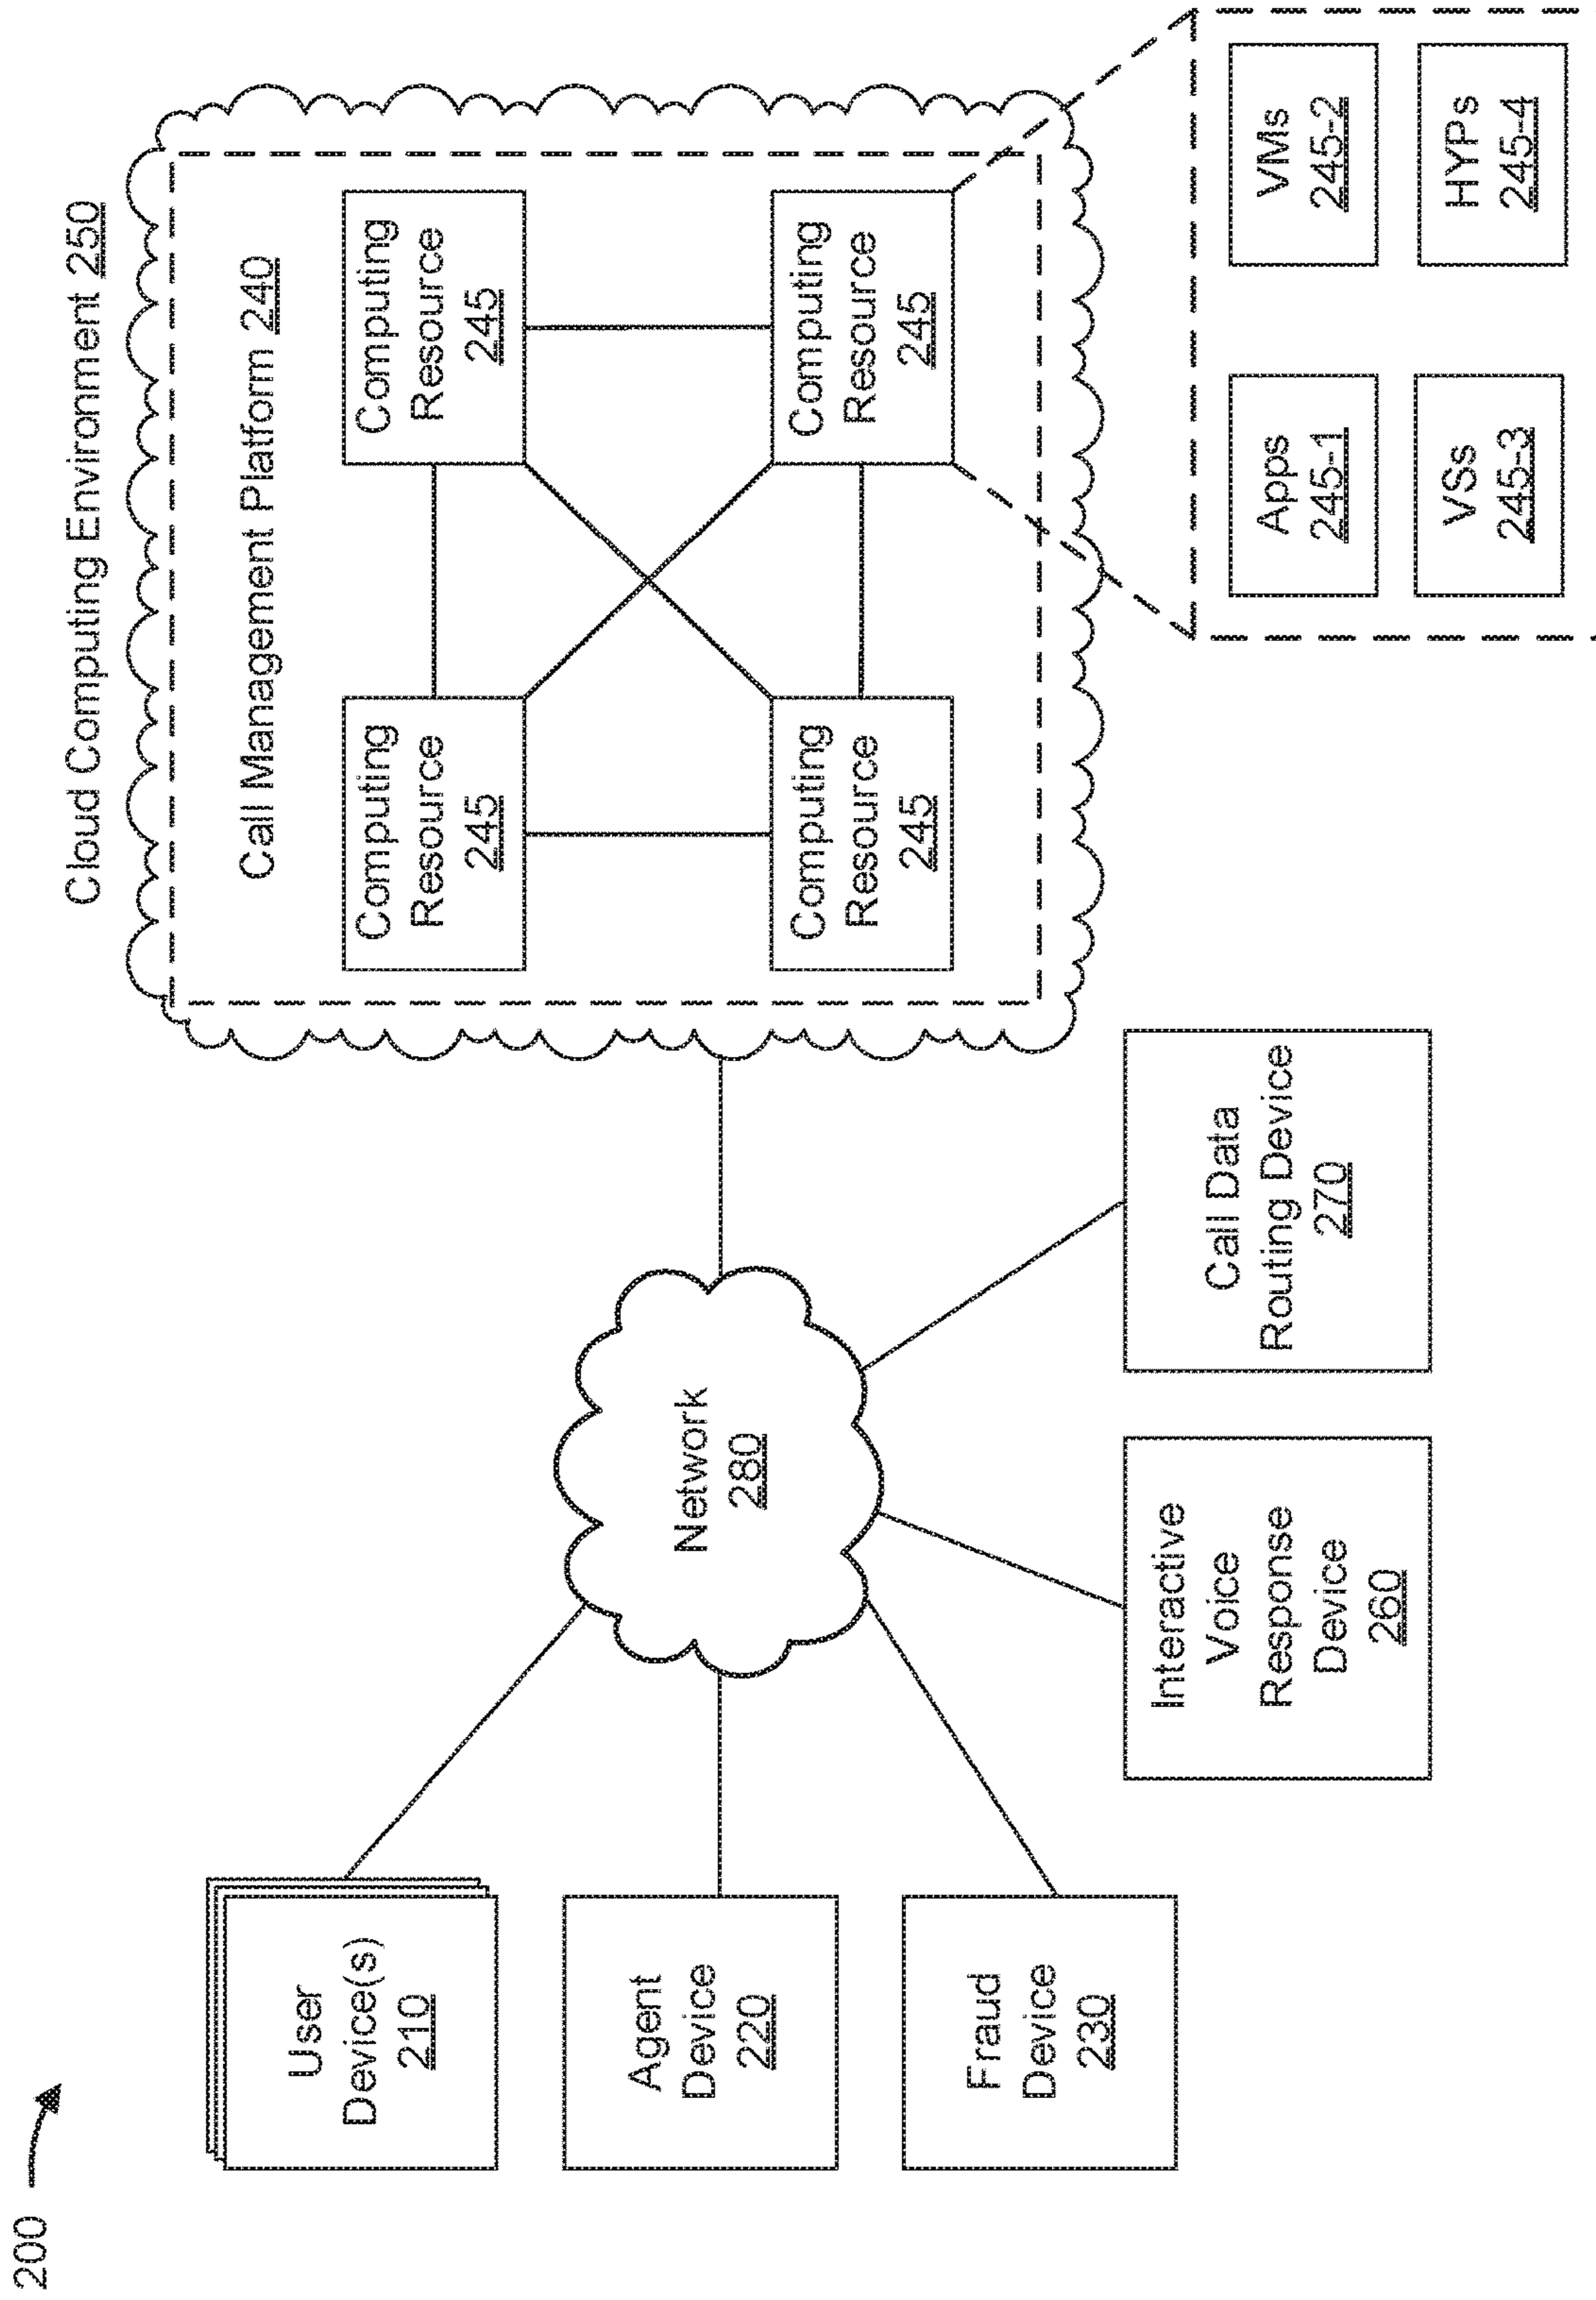 200
Cloud Computing Environment 250
Call Management Platform 240
Computing
Resource
245
Computing
Resource
245
Computing
Resource
245
Computing
Resource
245
User
Device(s)
210
Agent
Device
220
Fraud
Device
230
Network
280
Interactive
Voice
Response
Device
260
Call Data
Routing Device
270
Apps
245-1
VMs
245-2
VSs
245-3
HYPs
245-4